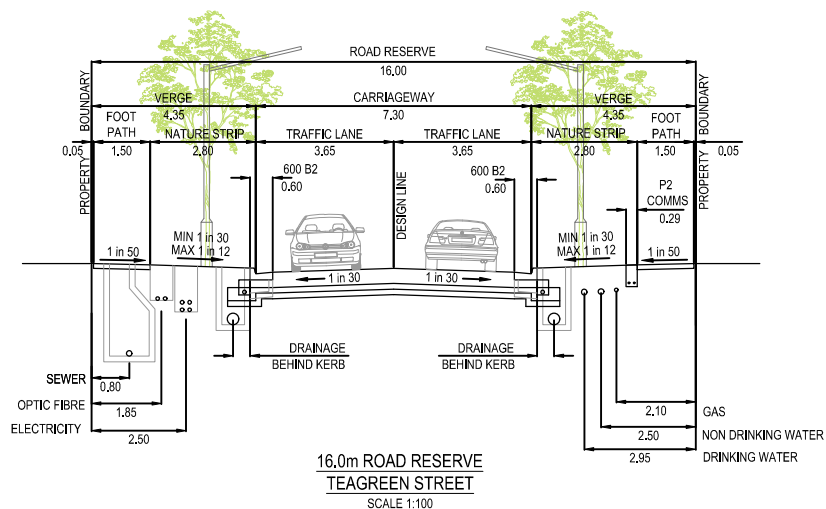 ROAD RESERVE
16.00
VERGE
4.35
CARRIAGEWAY
7.30
VERGE
4.35
PROPERTY BOUNDARY
FOOT
PATH
NATURE STRIP
TRAFFIC LANE
TRAFFIC LANE
NATURE STRIP
FOOT
PATH
PROPERTY BOUNDARY
0.05
1.50
2.80
3.65
3.65
2.80
1.50
0.05
600 B2
0.60
DESIGN LINE
600 B2
0.60
P2
COMMS
0.29
1 in 50
MIN 1 in 30
MAX 1 in 12
1 in 30
1 in 30
MIN 1 in 30
MAX 1 in 12
1 in 50
DRAINAGE
BEHIND KERB
DRAINAGE
BEHIND KERB
SEWER
0.80
OPTIC FIBRE
1.85
ELECTRICITY
2.50
2.10
GAS
2.50
NON DRINKING WATER
2.95
DRINKING WATER
16.0m ROAD RESERVE
TEAGREEN STREET
SCALE 1:100